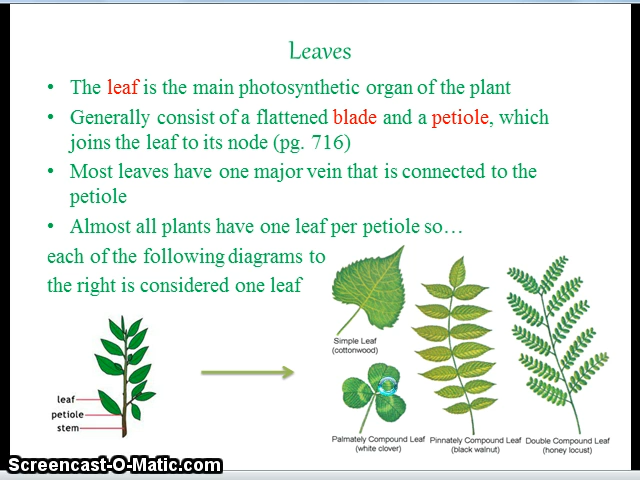 Leaves
• The leaf is the main photosynthetic organ of the plant
• Generally consist of a flattened blade and a petiole, which
joins the leaf to its node (pg. 716)
• Most leaves have one major vein that is connected to the
petiole
• Almost all plants have one leaf per petiole so…
each of the following diagrams to
the right is considered one leaf
leaf
petiole
stem
Simple Leaf
(cottonwood)
Palmately Compound Leaf
(white clover)
Pinnately Compound Leaf
(black walnut)
Double Compound Leaf
(honey locust)
Screencast-O-Matic.com